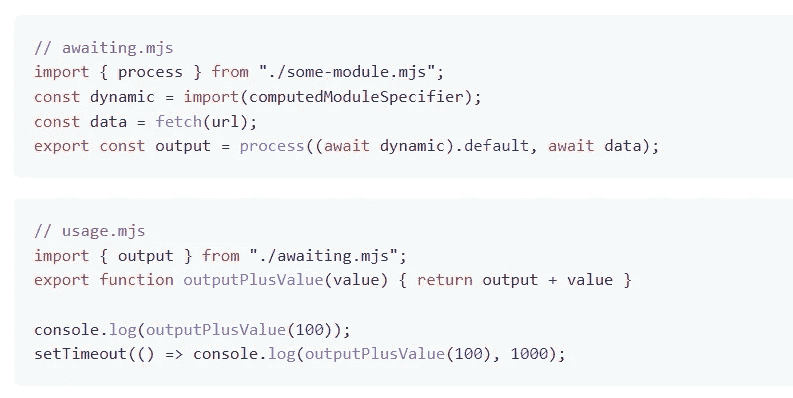 // awaiting.mjs
import { process } from "./some-module.mjs";
const dynamic = import(computedModuleSpecifier);
const data = fetch(url);
export const output = process((await dynamic).default, await data);
// usage.mjs
import { output } from "./awaiting.mjs";
export function outputPlusValue(value) { return output + value }
console.log(outputPlusValue(100));
setTimeout(() => console.log(outputPlusValue(100), 1000);